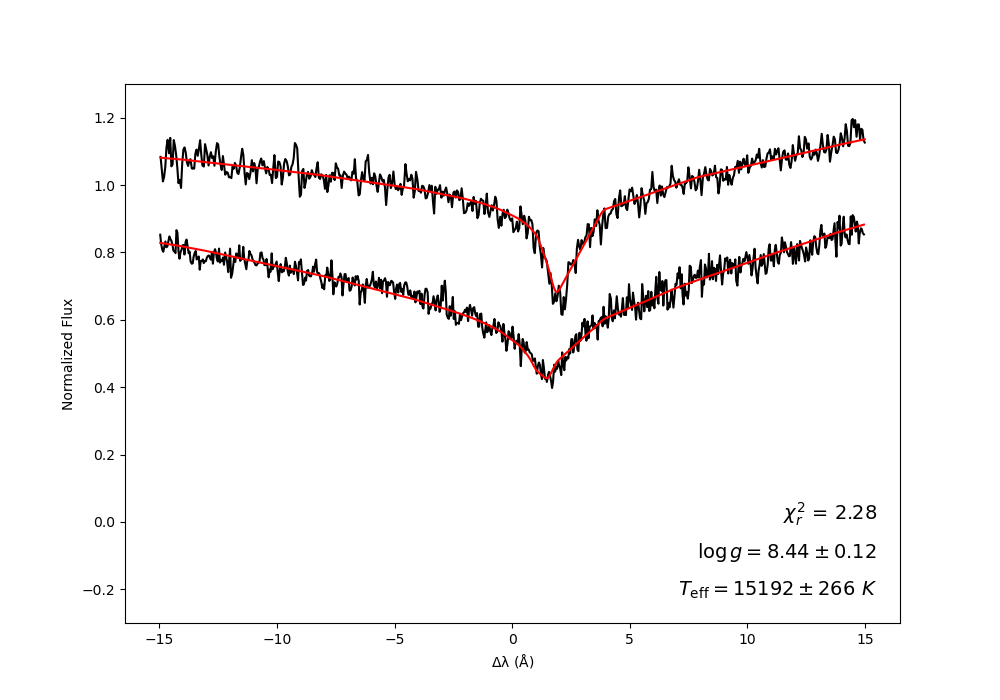 1.2
1.0
0.8
0.6
0.4
0.2
0.0
−0.2
Normalized Flux
χ²ᵣ = 2.28
log g = 8.44 ± 0.12
T_eff = 15192 ± 266 K
−15 −10 −5 0 5 10 15
Δλ (Å)